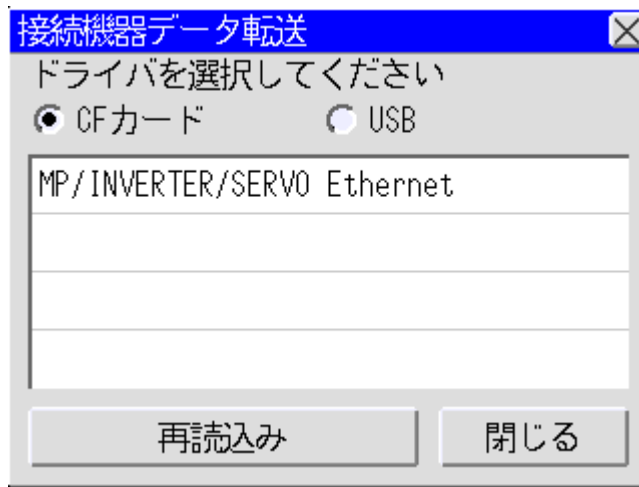 接続機器データ転送
ドライバを選択してください
CFカード USB
MP/INVERTER/SERVO Ethernet
再読込み 閉じる